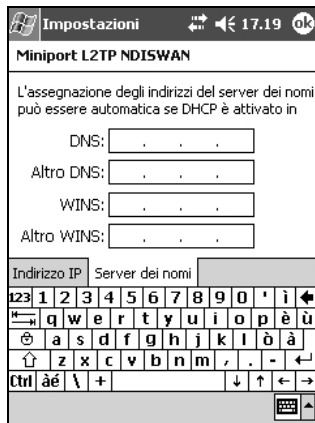 Impostazioni 17.19 ok
Miniport L2TP NDISWAN
L'assegnazione degli indirizzi del server dei nomi
può essere automatica se DHCP è attivato in
DNS: . . .
Altro DNS: . . .
WINS: . . .
Altro WINS: . . .
Indirizzo IP Server dei nomi
123 1 2 3 4 5 6 7 8 9 0 ' ì
q w e r t y u i o p è ù
a s d f g h j k l ò à
z x c v b n m , . -
Ctrl àé \ +